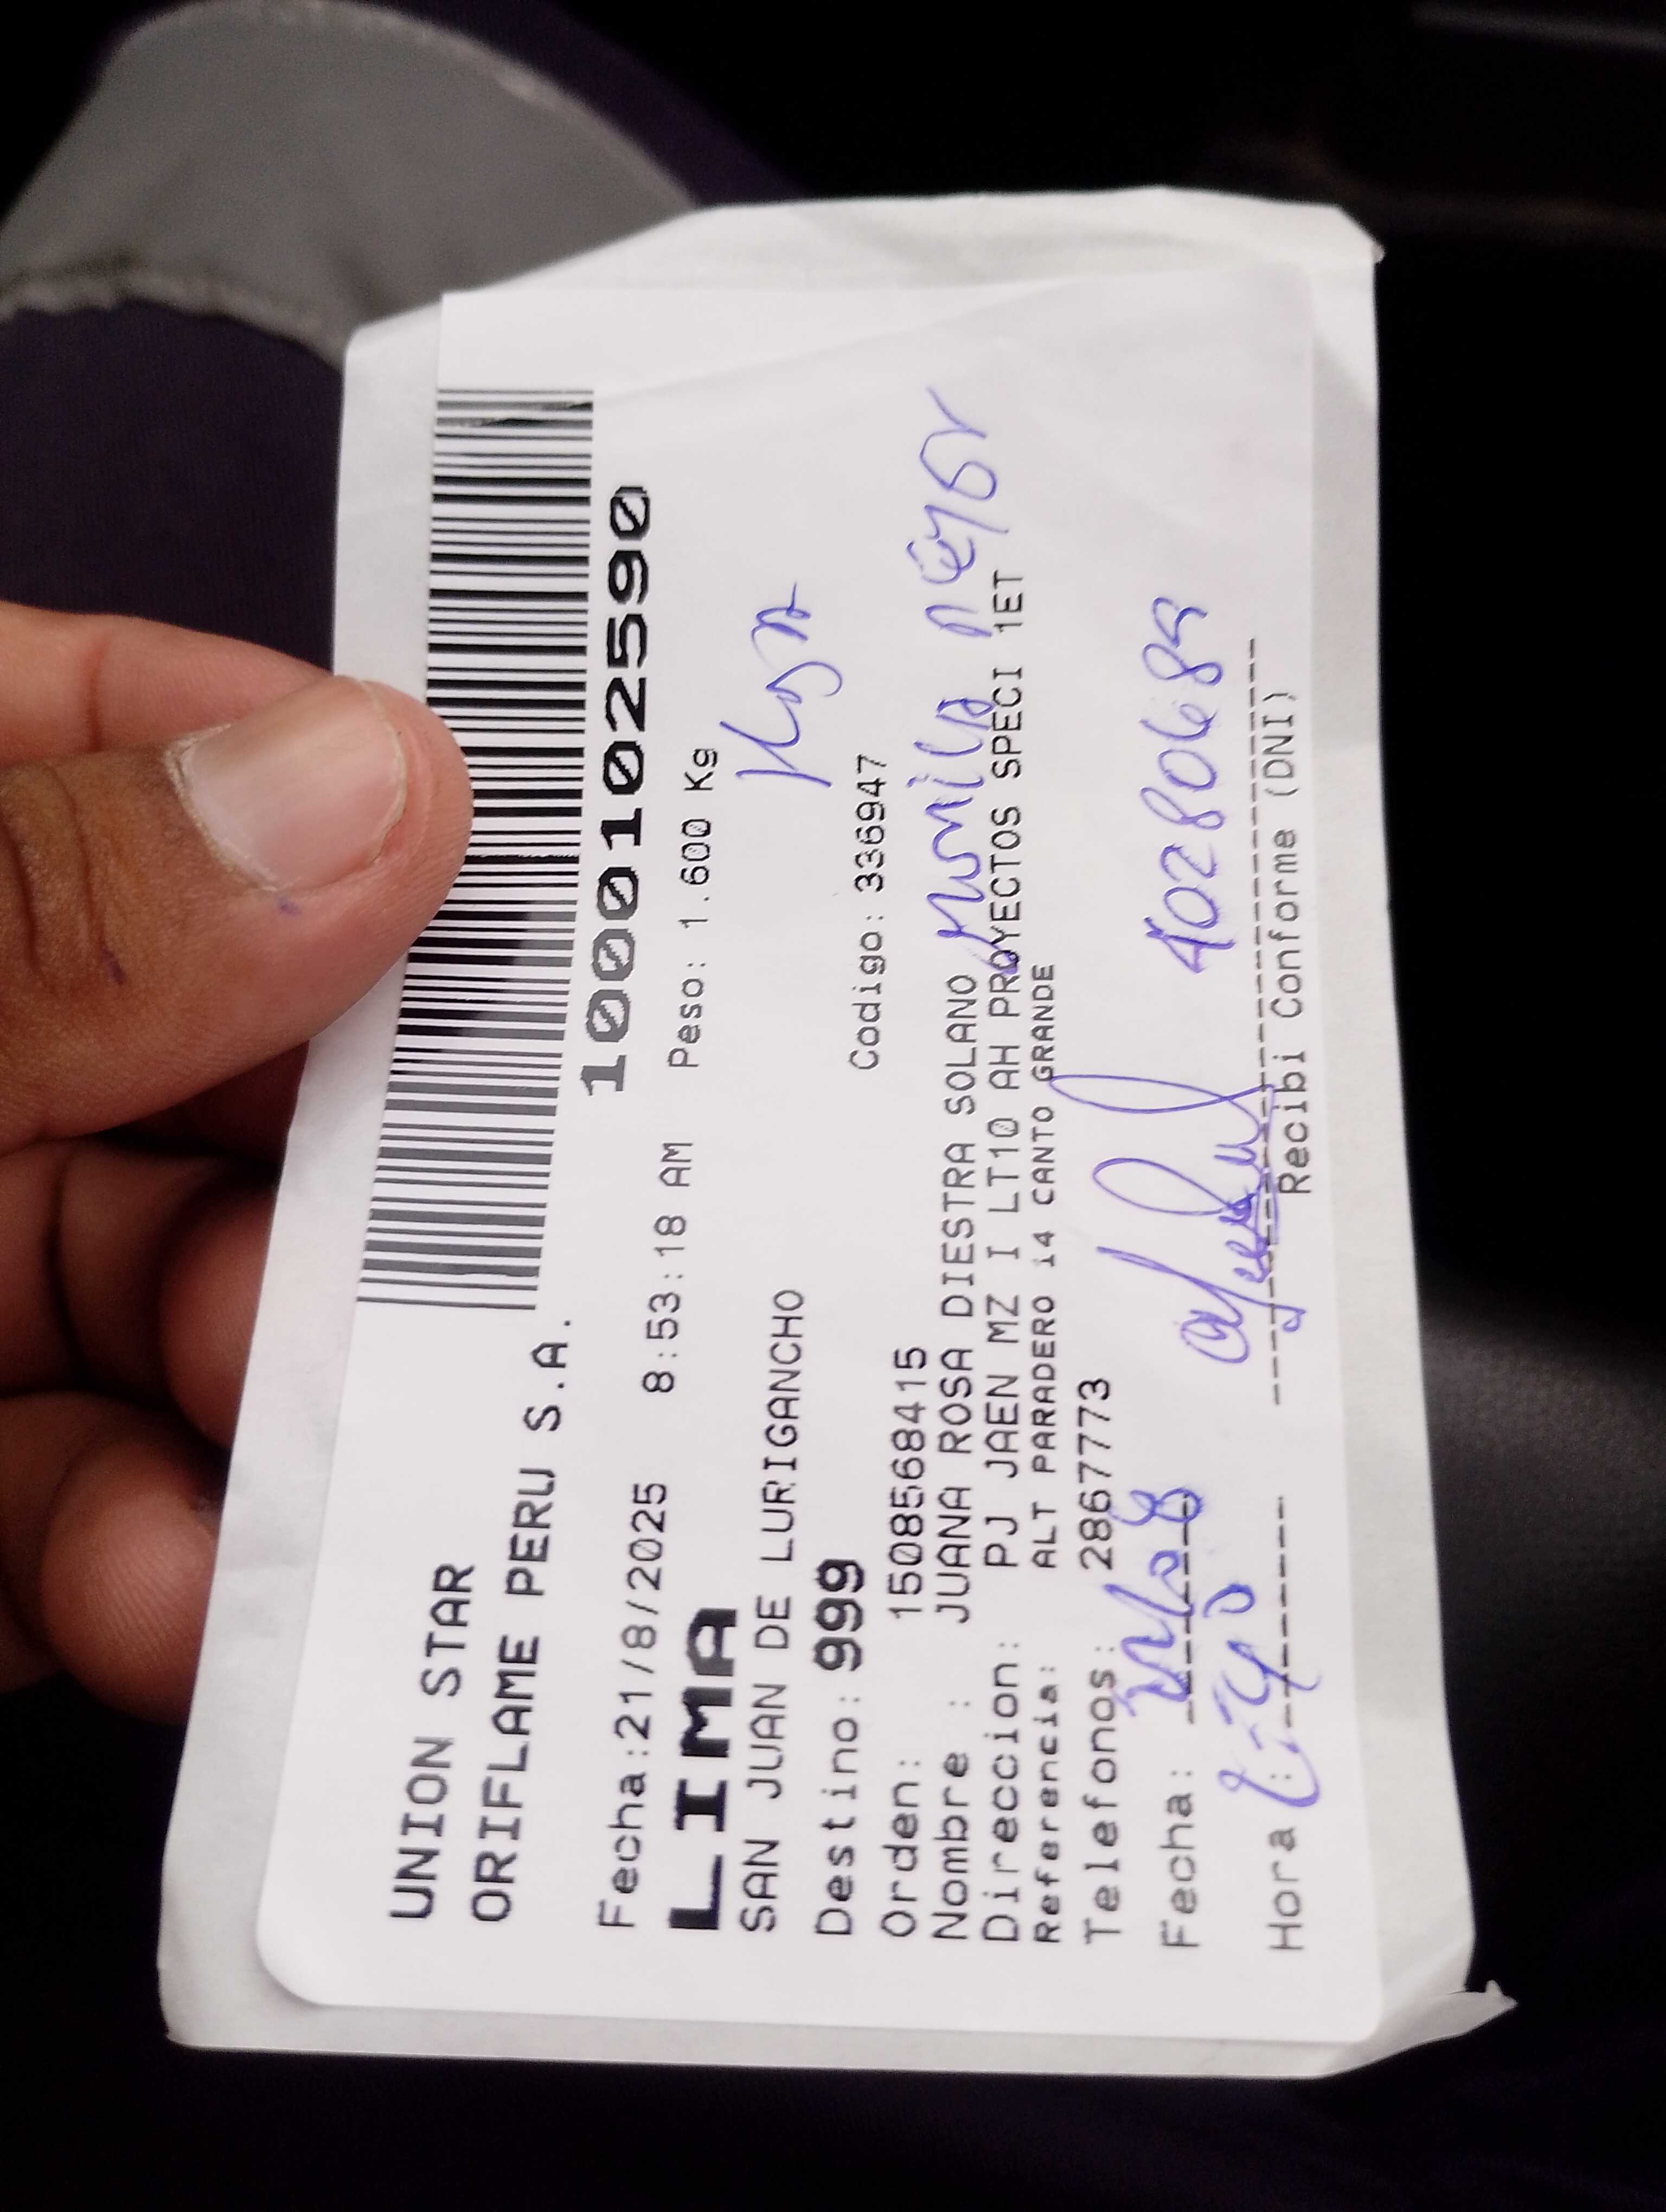 UNION STAR
ORIFLAME PERU S.A.
1000102590
Fecha:21/8/2025 8:53:18 AM Peso: 1.600 Kg
LIMA
SAN JUAN DE LURIGANCHO
Destino: 999 Codigo: 336947
Orden: 1508568415
Nombre : JUANA ROSA DIESTRA SOLANO
Direccion: PJ JAEN MZ I LT10 AH PROYECTOS SPECI 1ET
Referencia: ALT PARADERO 14 CANTO GRANDE
Telefonos: 2867773
Fecha: 40280689
Hora : Recibi Conforme (DNI)